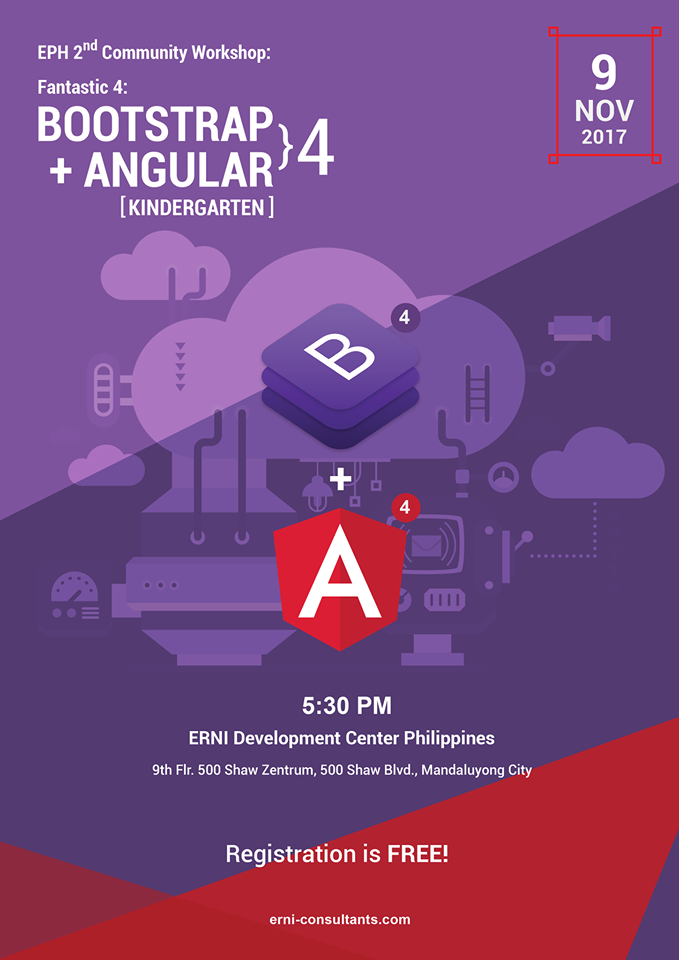 EPH 2nd Community Workshop:
Fantastic 4:
BOOTSTRAP
+ ANGULAR } 4
[KINDERGARTEN]
9
NOV
2017
4
B
+
4
A
5:30 PM
ERNI Development Center Philippines
9th Flr. 500 Shaw Zentrum, 500 Shaw Blvd., Mandaluyong City
Registration is FREE!
erni-consultants.com